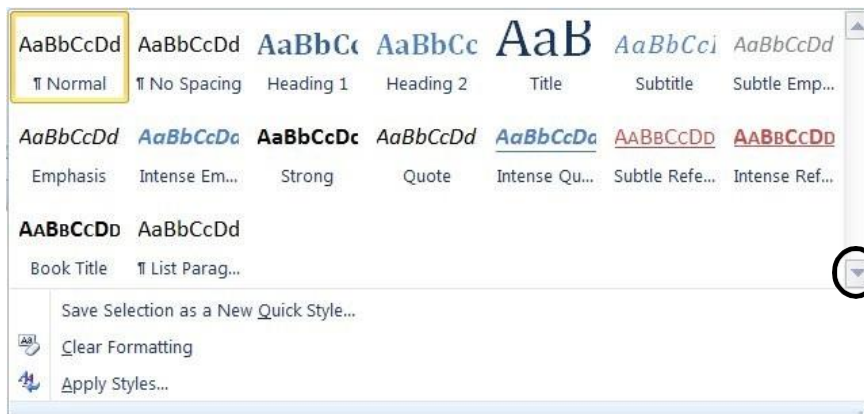 AaBbCcDd AaBbCcDd AaBbCc AaBbCc AaB AaBbCcl AaBbCcDd
¶ Normal ¶ No Spacing Heading 1 Heading 2 Title Subtitle Subtle Emp...
AaBbCcDd AaBbCcDd AaBbCcDc AaBbCcDd AaBbCcDd AABBCCDD AABBCCDD
Emphasis Intense Em... Strong Quote Intense Qu... Subtle Refe... Intense Ref...
AABBCCDD AaBbCcDd
Book Title ¶ List Parag...
Save Selection as a New Quick Style...
Clear Formatting
Apply Styles...